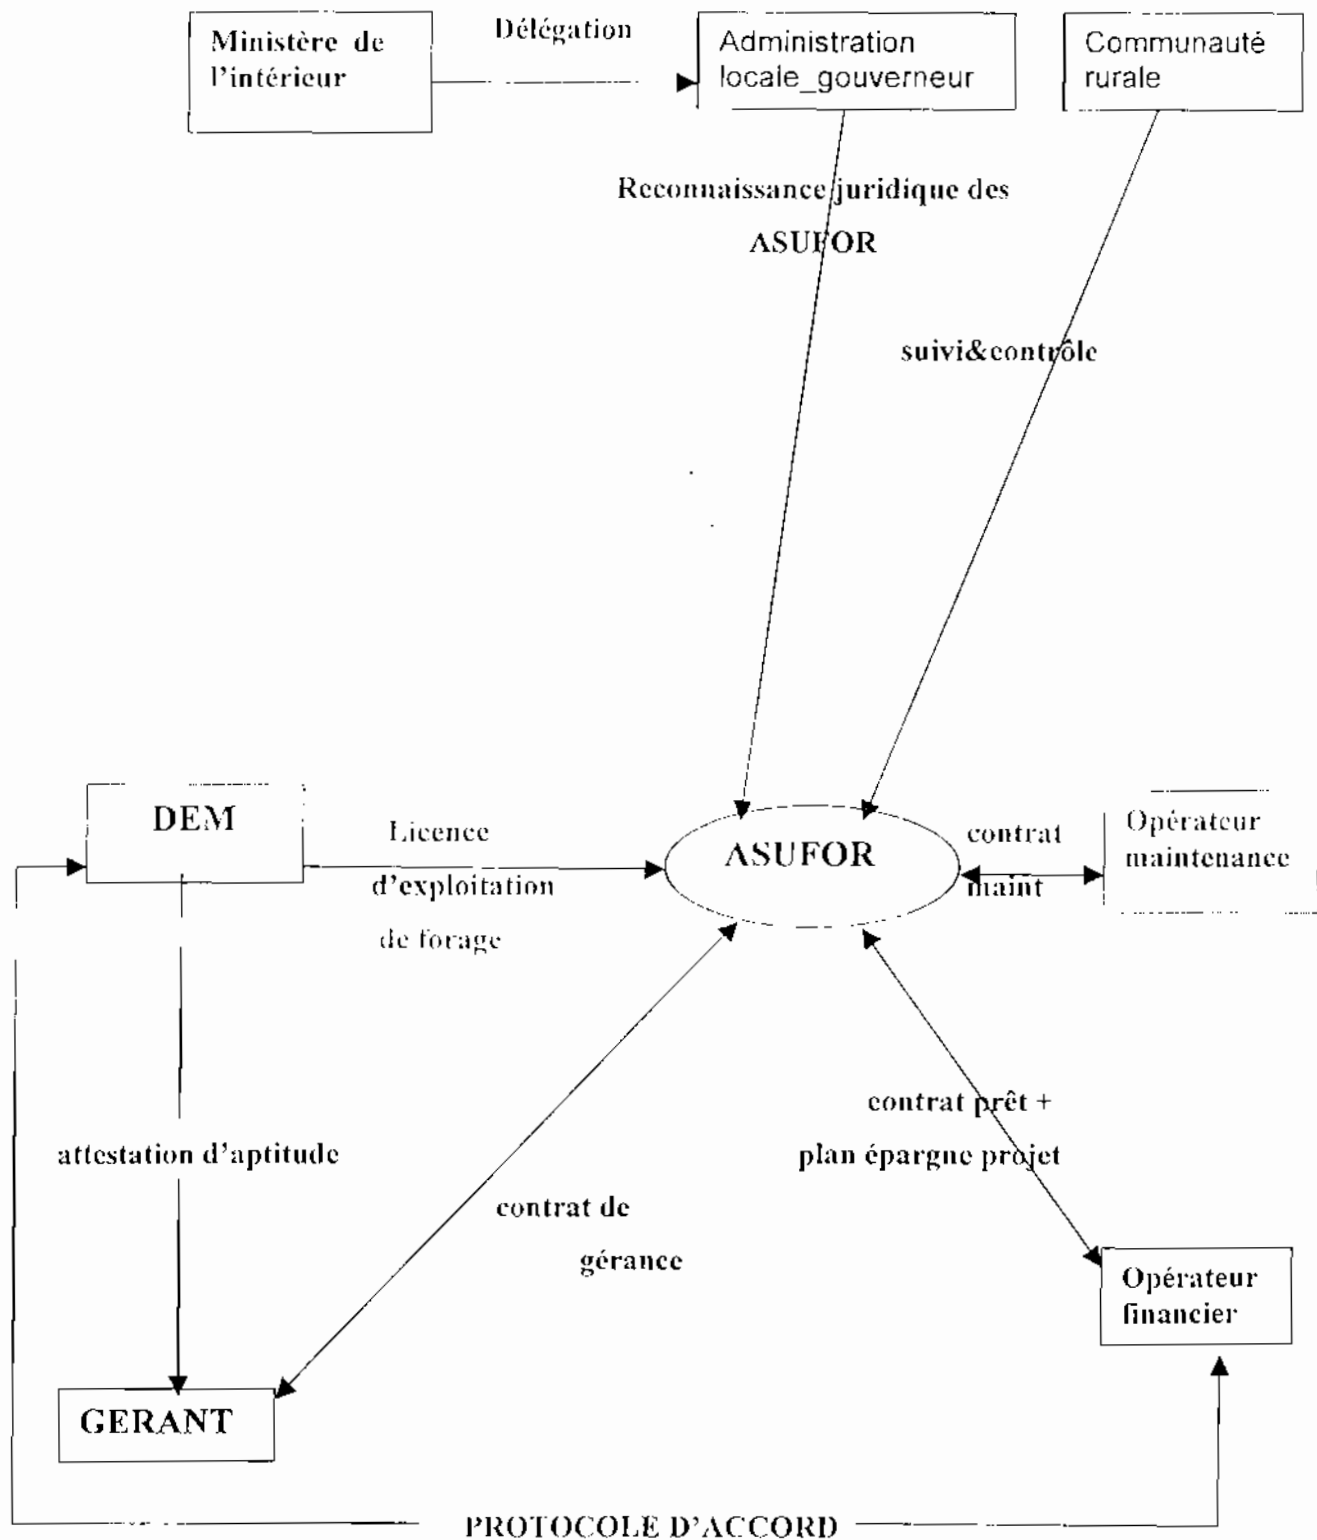 Ministère de
l'intérieur
Délégation
Administration
locale_gouverneur
Communauté
rurale
Reconnaissance juridique des
ASUFOR
suivi&contrôle
DEM
Licence
d'exploitation
de forage
ASUFOR
contrat
maint
Opérateur
maintenance
attestation d'aptitude
contrat de
gérance
contrat prêt +
plan épargne projet
Opérateur
financier
GERANT
PROTOCOLE D'ACCORD